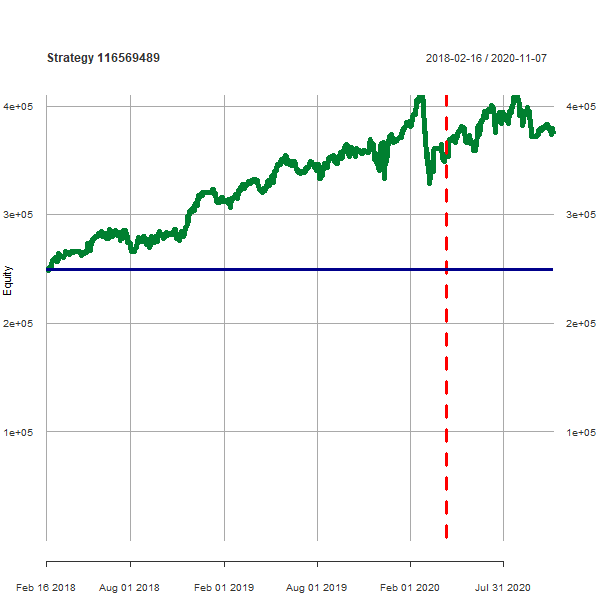 Strategy 116569489
2018-02-16 / 2020-11-07
4e+05
4e+05
3e+05
3e+05
Equity
2e+05
2e+05
1e+05
1e+05
Feb 16 2018
Aug 01 2018
Feb 01 2019
Aug 01 2019
Feb 01 2020
Jul 31 2020